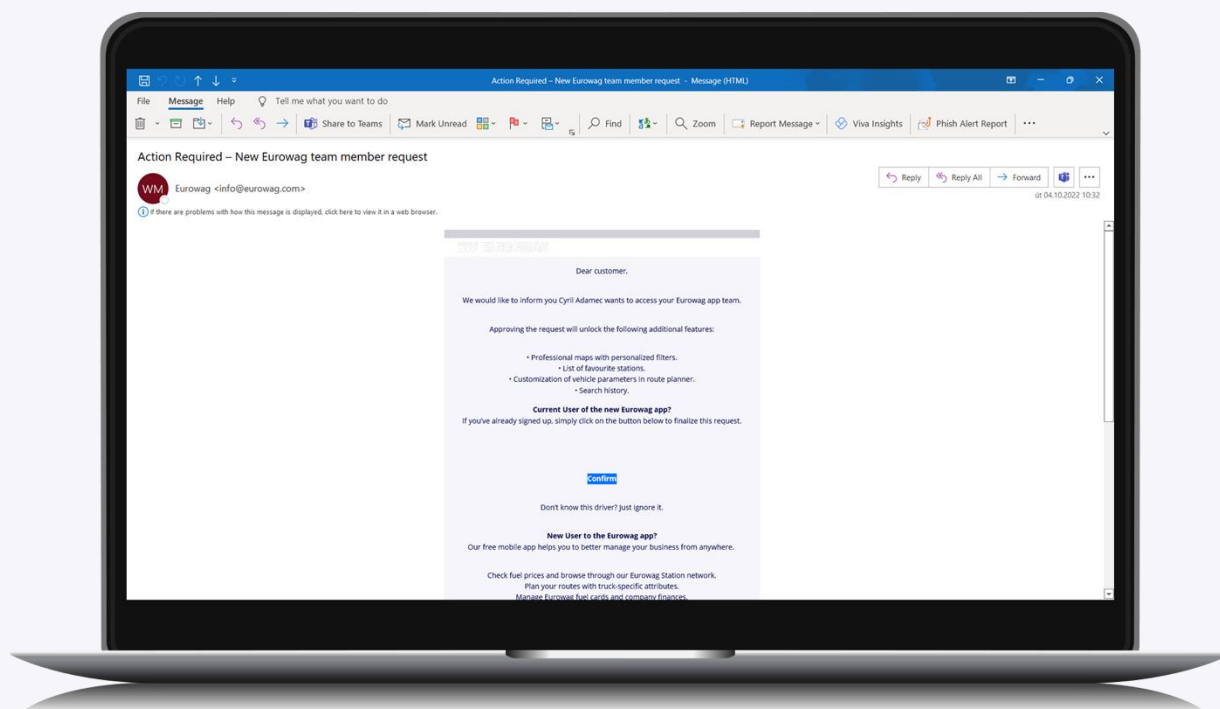 Action Required – New Eurowag team member request - Message (HTML)
File Message Help Tell me what you want to do
Share to Teams Mark Unread Find Zoom Report Message Viva Insights Phish Alert Report
Action Required – New Eurowag team member request
WM
Eurowag <info@eurowag.com>
Reply Reply All Forward
út 04.10.2022 10:32
If there are problems with how this message is displayed, click here to view it in a web browser.
Dear customer,
We would like to inform you Cyril Adamec wants to access your Eurowag app team.
Approving the request will unlock the following additional features:
• Professional maps with personalized filters.
• List of favourite stations.
• Customization of vehicle parameters in route planner.
• Search history.
Current User of the new Eurowag app?
If you've already signed up, simply click on the button below to finalize this request.
Confirm
Don't know this driver? Just ignore it.
New User to the Eurowag app?
Our free mobile app helps you to better manage your business from anywhere.
Check fuel prices and browse through our Eurowag Station network.
Plan your routes with truck-specific attributes.
Manage Eurowag fuel cards and company finances.